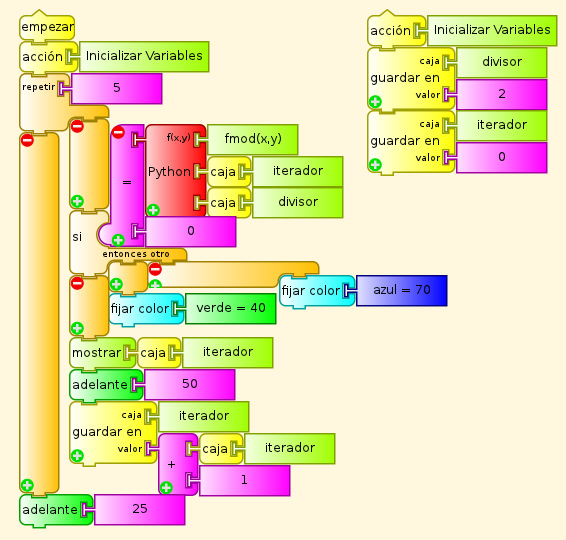 empezar
acción Inicializar Variables
repetir 5
si = Python f(x,y) fmod(x,y)
caja iterador
caja divisor
0
entonces otro
fijar color verde = 40
fijar color azul = 70
mostrar caja iterador
adelante 50
guardar en caja iterador
valor + caja iterador
1
adelante 25
acción Inicializar Variables
guardar en caja divisor
valor 2
guardar en caja iterador
valor 0